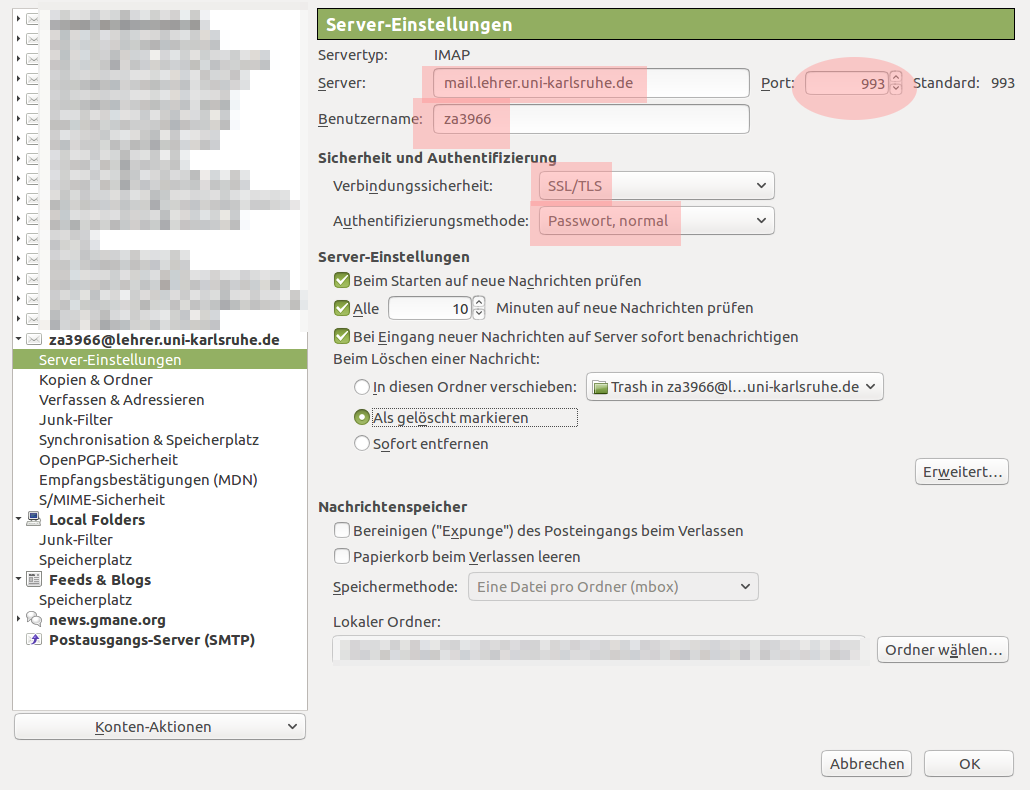 za3966@lehrer.uni-karlsruhe.de
Server-Einstellungen
Kopien & Ordner
Verfassen & Adressieren
Junk-Filter
Synchronisation & Speicherplatz
OpenPGP-Sicherheit
Empfangsbestätigungen (MDN)
S/MIME-Sicherheit
Local Folders
Junk-Filter
Speicherplatz
Feeds & Blogs
Speicherplatz
news.gmane.org
Postausgangs-Server (SMTP)
Konten-Aktionen
Server-Einstellungen
Servertyp: IMAP
Server: mail.lehrer.uni-karlsruhe.de Port: 993 Standard: 993
Benutzername: za3966
Sicherheit und Authentifizierung
Verbindungssicherheit: SSL/TLS
Authentifizierungsmethode: Passwort, normal
Server-Einstellungen
Beim Starten auf neue Nachrichten prüfen
Alle 10 Minuten auf neue Nachrichten prüfen
Bei Eingang neuer Nachrichten auf Server sofort benachrichtigen
Beim Löschen einer Nachricht:
In diesen Ordner verschieben: Trash in za3966@l...uni-karlsruhe.de
Als gelöscht markieren
Sofort entfernen
Erweitert...
Nachrichtenspeicher
Bereinigen ("Expunge") des Posteingangs beim Verlassen
Papierkorb beim Verlassen leeren
Speichermethode: Eine Datei pro Ordner (mbox)
Lokaler Ordner:
Ordner wählen...
Abbrechen OK